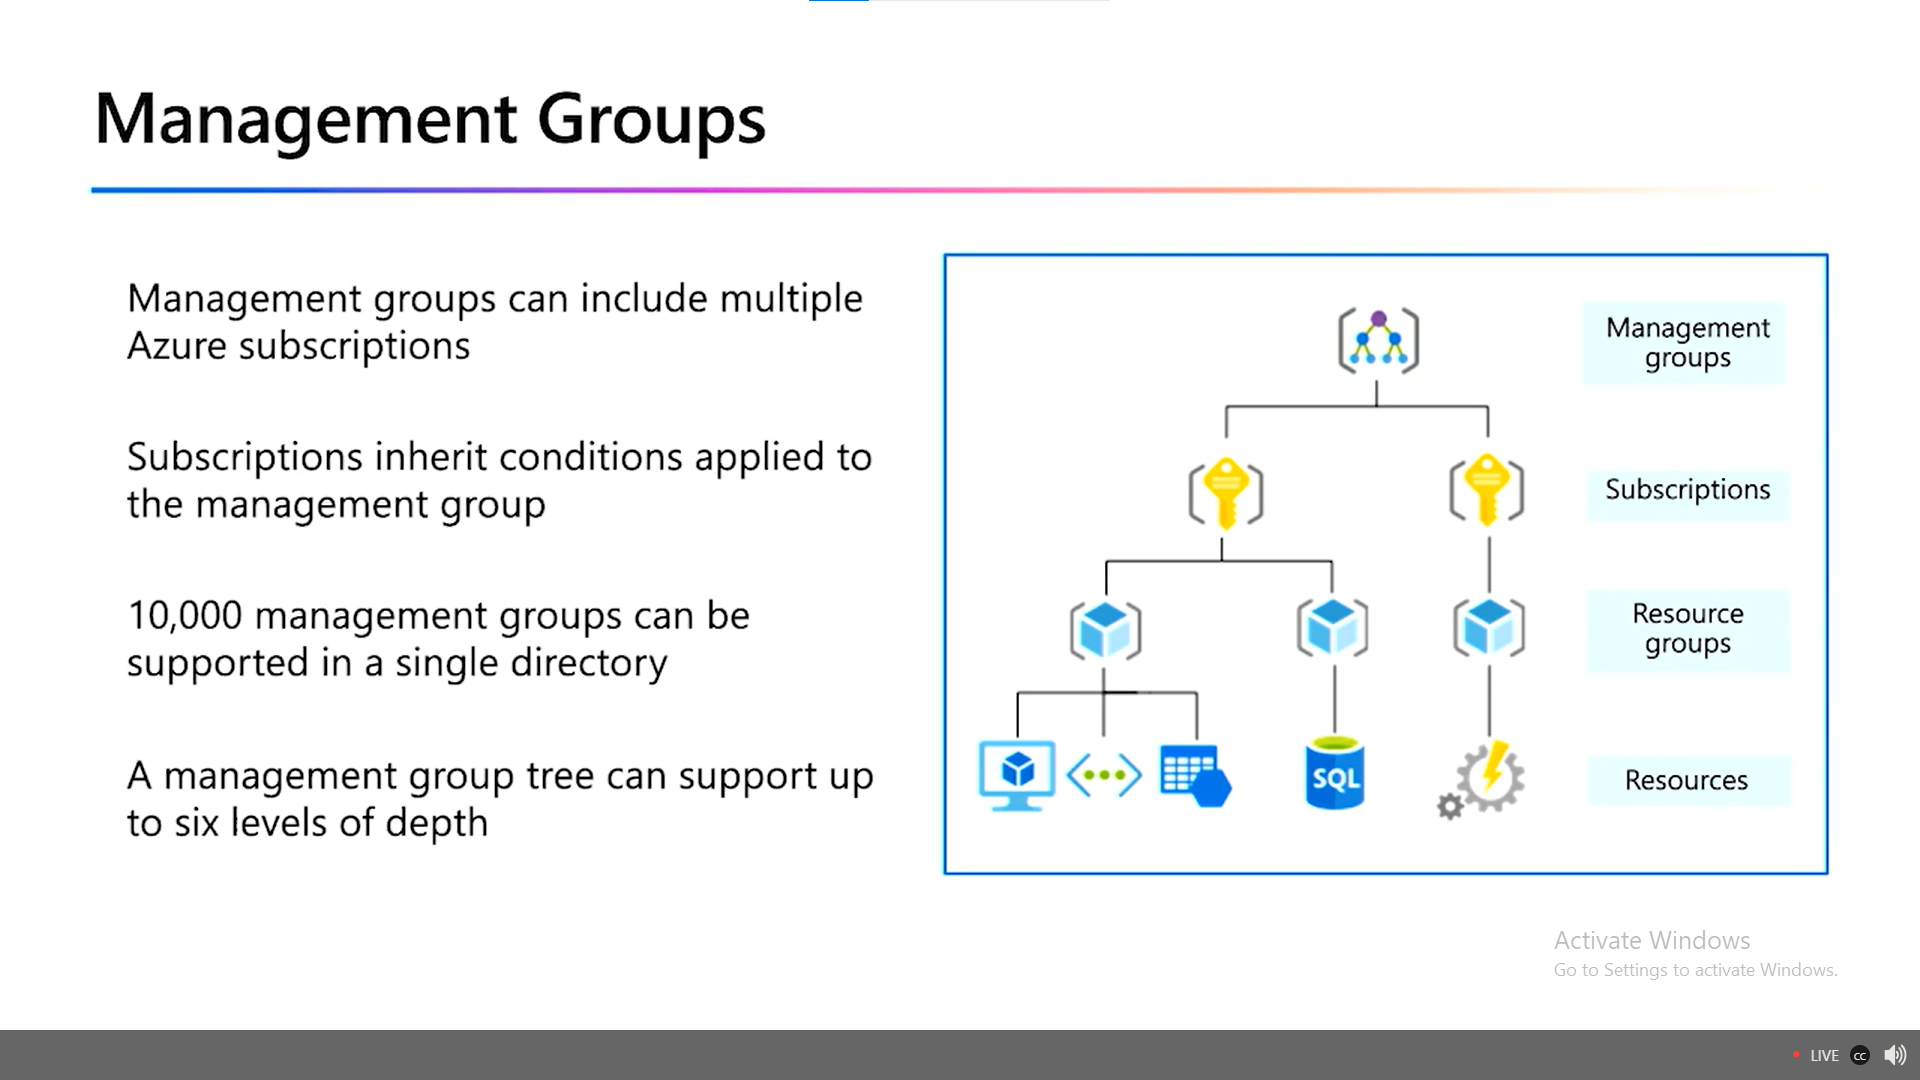 Management Groups
Management groups can include multiple
Azure subscriptions
Subscriptions inherit conditions applied to
the management group
10,000 management groups can be
supported in a single directory
A management group tree can support up
to six levels of depth
Management
groups
Subscriptions
Resource
groups
SQL
Resources
Activate Windows
Go to Settings to activate Windows.
LIVE
CC